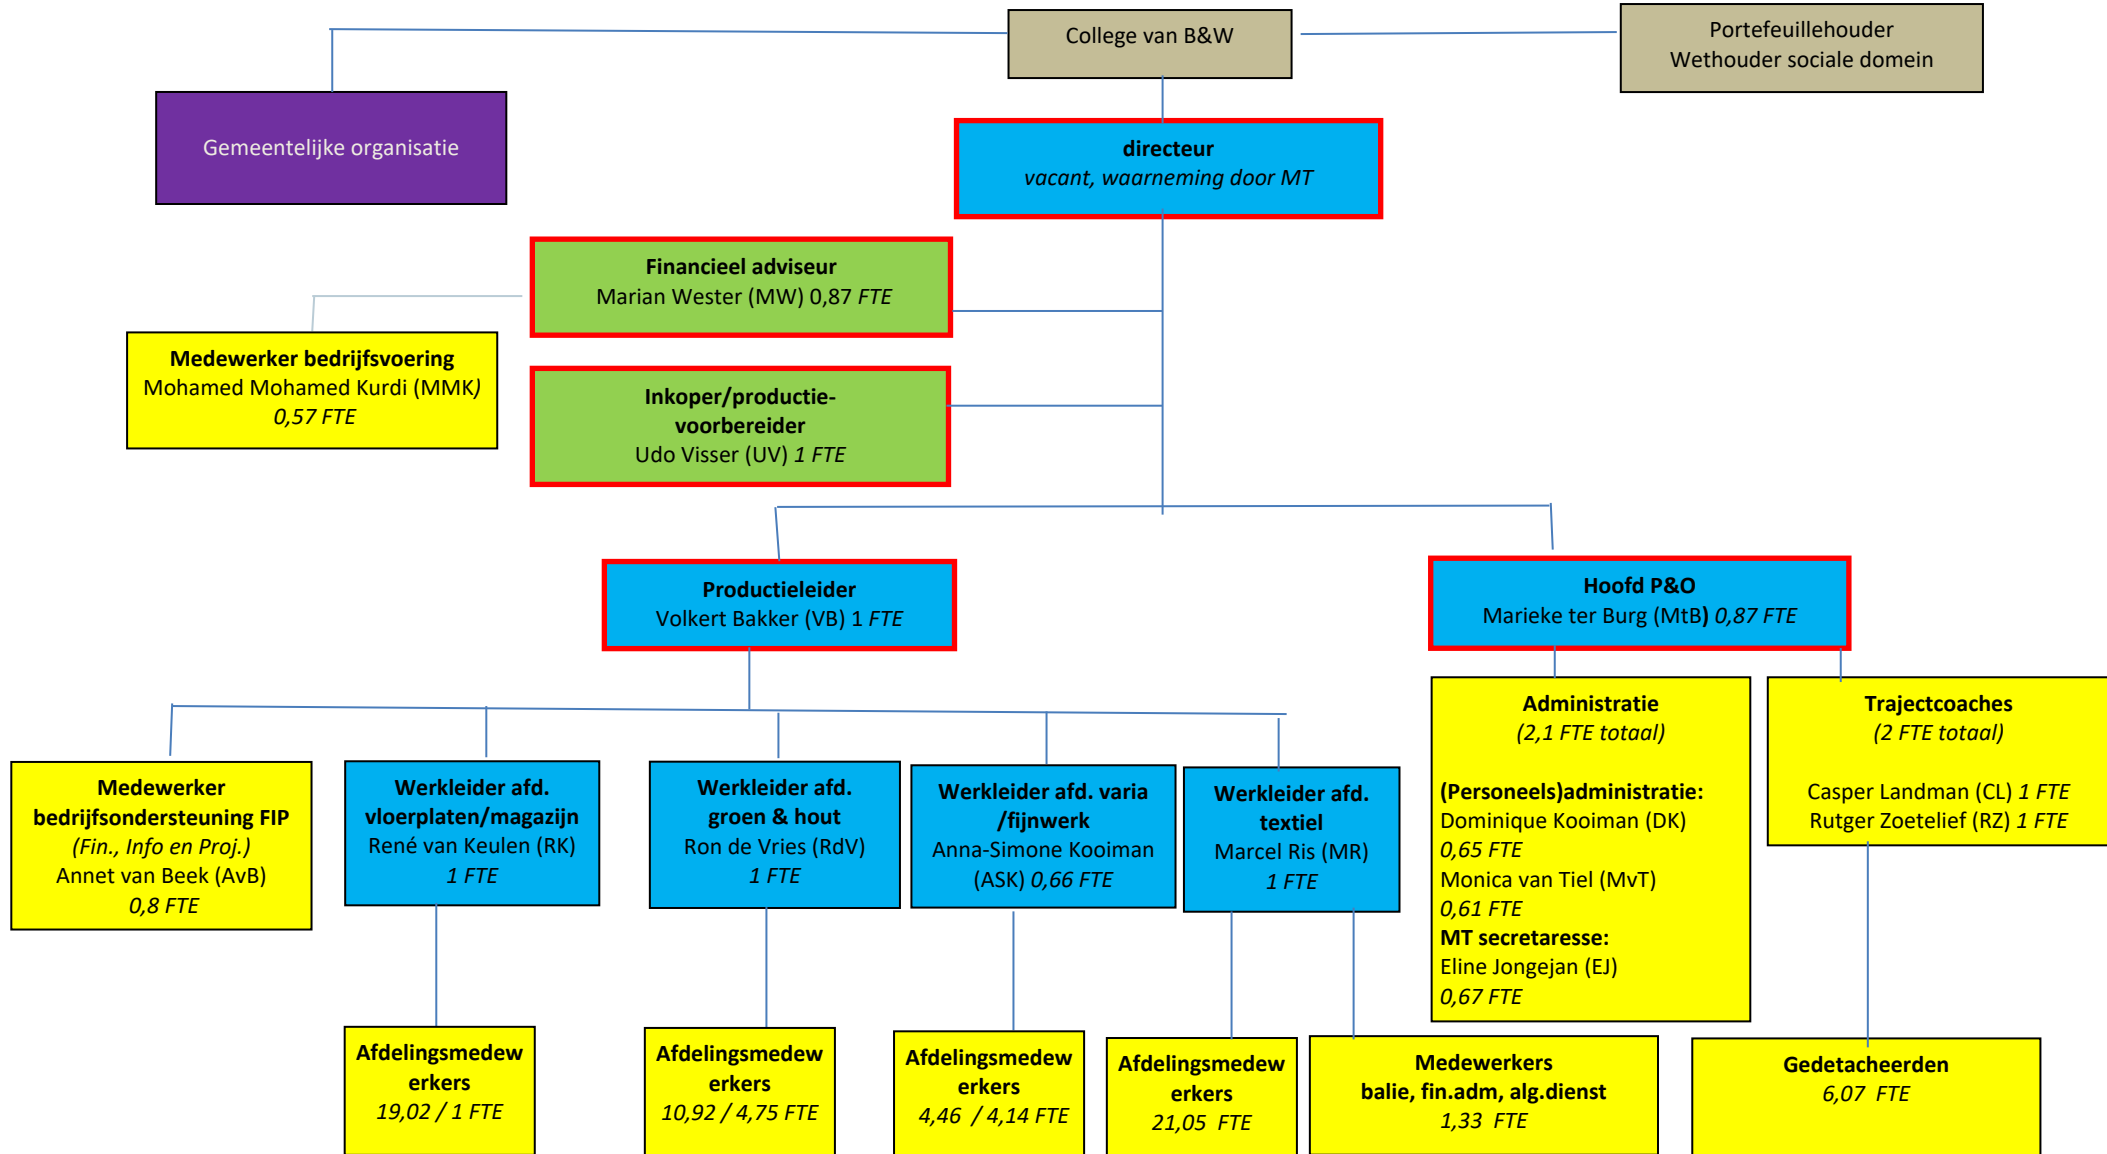 College van B&W
Portefeuillehouder
Wethouder sociale domein
Gemeentelijke organisatie
directeur
vacant, waarneming door MT
Financieel adviseur
Marian Wester (MW) 0,87 FTE
Medewerker bedrijfsvoering
Mohamed Mohamed Kurdi (MMK)
0,57 FTE
Inkoper/productie-
voorbereider
Udo Visser (UV) 1 FTE
Productieleider
Volkert Bakker (VB) 1 FTE
Hoofd P&O
Marieke ter Burg (MtB) 0,87 FTE
Medewerker
bedrijfsondersteuning FIP
(Fin., Info en Proj.)
Annet van Beek (AvB)
0,8 FTE
Werkleider afd.
vloerplaten/magazijn
René van Keulen (RK)
1 FTE
Werkleider afd.
groen & hout
Ron de Vries (RdV)
1 FTE
Werkleider afd. varia
/fijnwerk
Anna-Simone Kooiman
(ASK) 0,66 FTE
Werkleider afd.
textiel
Marcel Ris (MR)
1 FTE
Administratie
(2,1 FTE totaal)
(Personeels)administratie:
Dominique Kooiman (DK)
0,65 FTE
Monica van Tiel (MvT)
0,61 FTE
MT secretaresse:
Eline Jongejan (EJ)
0,67 FTE
Trajectcoaches
(2 FTE totaal)
Casper Landman (CL) 1 FTE
Rutger Zoetelief (RZ) 1 FTE
Afdelingsmedew
erkers
19,02 / 1 FTE
Afdelingsmedew
erkers
10,92 / 4,75 FTE
Afdelingsmedew
erkers
4,46 / 4,14 FTE
Afdelingsmedew
erkers
21,05 FTE
Medewerkers
balie, fin.adm, alg.dienst
1,33 FTE
Gedetacheerden
6,07 FTE